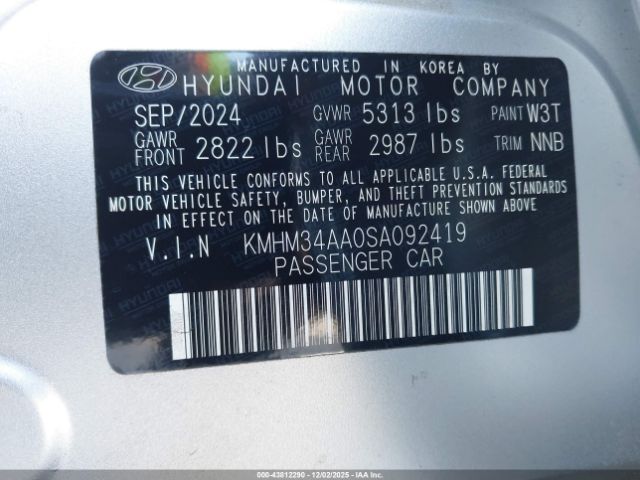 MANUFACTURED IN KOREA BY
HYUNDAI MOTOR COMPANY
SEP/2024 GVWR 5313 lbs PAINT W3T
GAWR FRONT 2822 lbs GAWR REAR 2987 lbs TRIM NNB
THIS VEHICLE CONFORMS TO ALL APPLICABLE U.S.A. FEDERAL
MOTOR VEHICLE SAFETY, BUMPER, AND THEFT PREVENTION STANDARDS
IN EFFECT ON THE DATE OF MANUFACTURE SHOWN ABOVE.
V.I.N KMHM34AA0SA092419
PASSENGER CAR
000-43812290 - 12/02/2025 - IAAI.CA